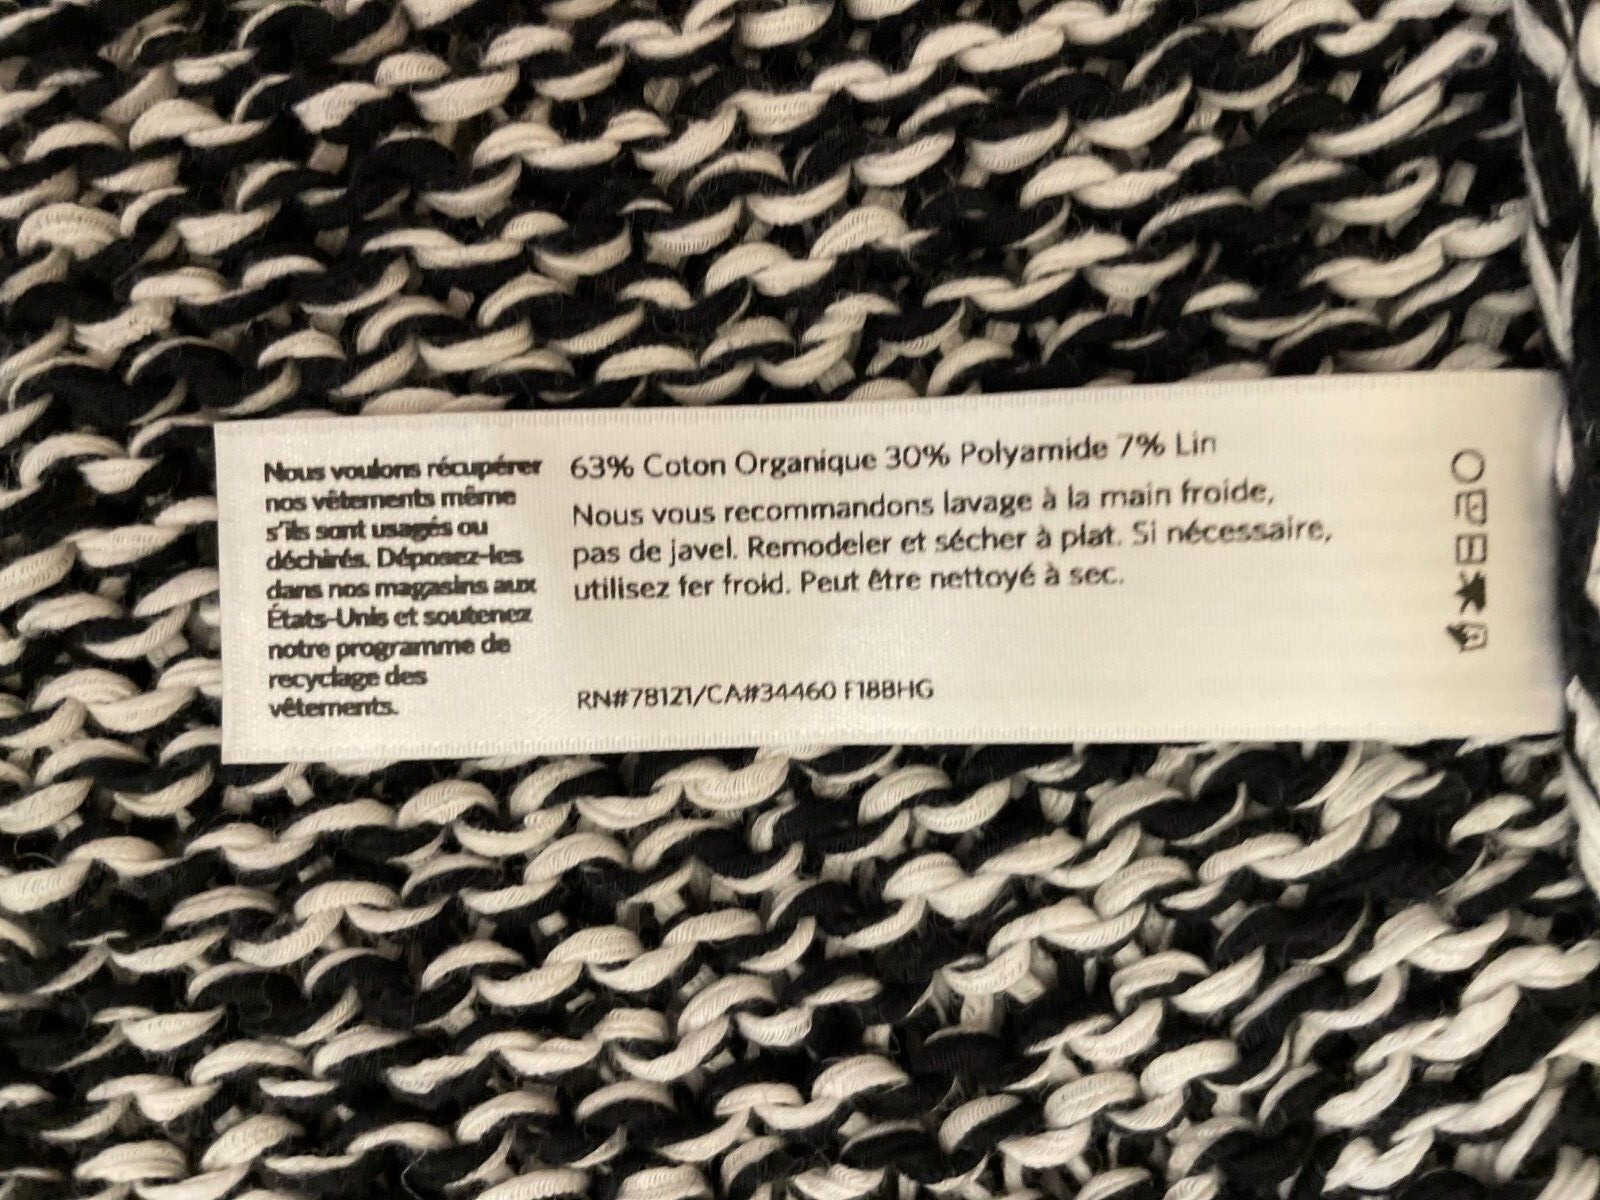 Nous voulons récupérer
nos vêtements même
s'ils sont usagés ou
déchirés. Déposez-les
dans nos magasins aux
États-Unis et soutenez
notre programme de
recyclage des
vêtements.
63% Coton Organique 30% Polyamide 7% Lin
Nous vous recommandons lavage à la main froide,
pas de javel. Remodeler et sécher à plat. Si nécessaire,
utilisez fer froid. Peut être nettoyé à sec.
RN#78121/CA#34460 F18BHG